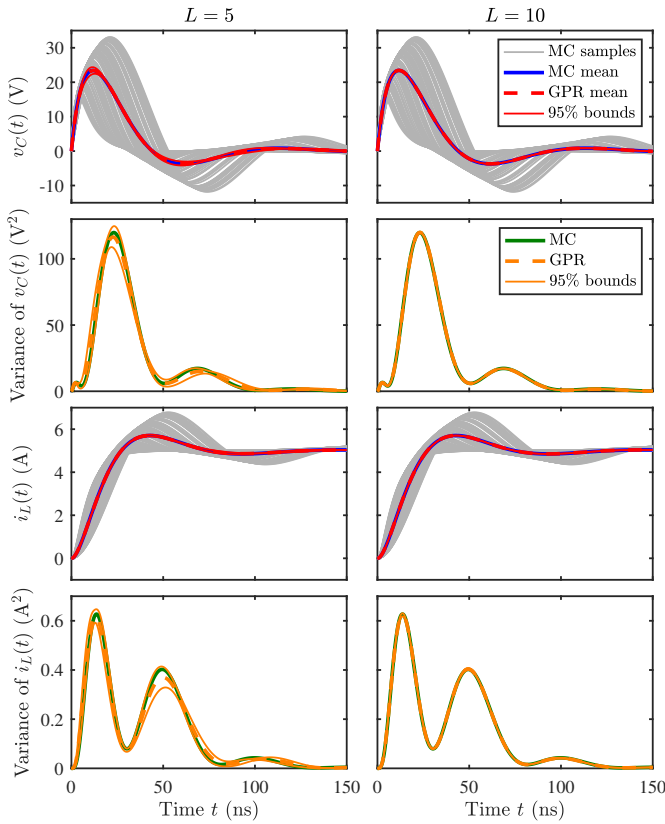 L = 5
L = 10
30
20
10
0
-10
v_C(t) (V)
MC samples
MC mean
GPR mean
95% bounds
100
50
0
Variance of v_C(t) (V²)
MC
GPR
95% bounds
6
4
2
0
i_L(t) (A)
0.6
0.4
0.2
0
Variance of i_L(t) (A²)
0 50 100 150
0 50 100 150
Time t (ns)
Time t (ns)